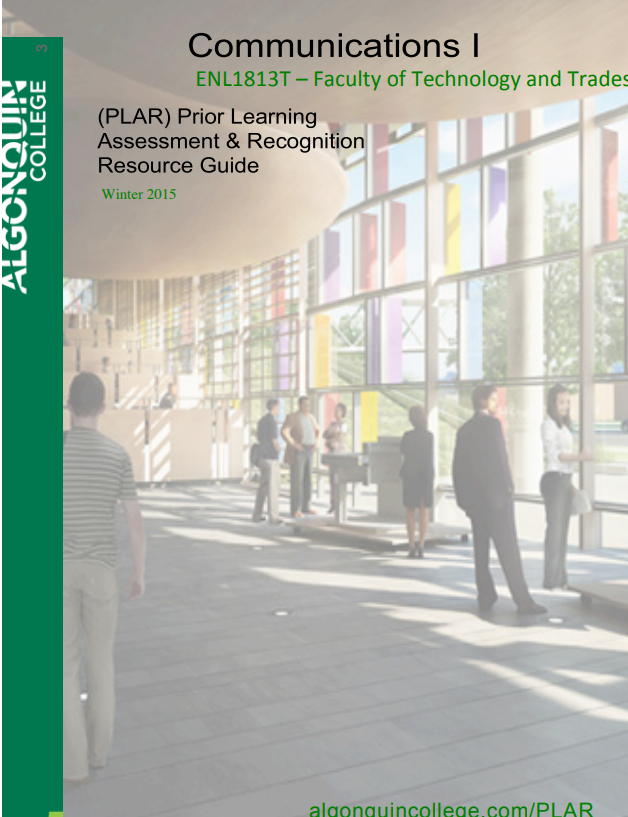 Communications I
ENL1813T – Faculty of Technology and Trades
(PLAR) Prior Learning
Assessment & Recognition
Resource Guide
Winter 2015
3
ALGONQUIN
COLLEGE
algonquincollege.com/PLAR